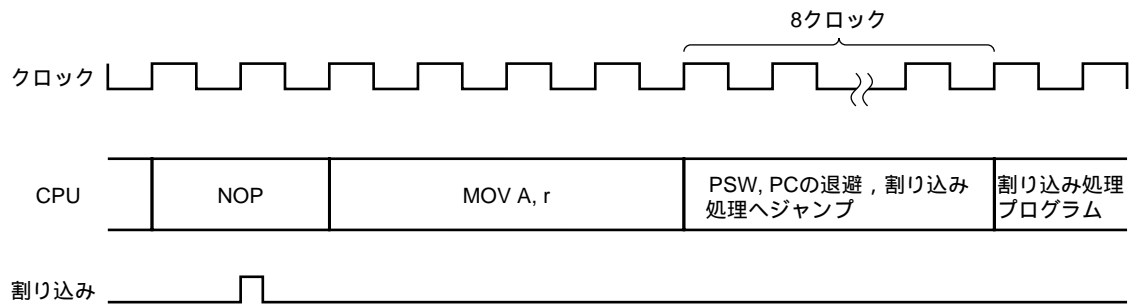 8クロック
クロック
CPU
NOP
MOV A, r
PSW, PCの退避，割り込み
処理へジャンプ
割り込み処理
プログラム
割り込み